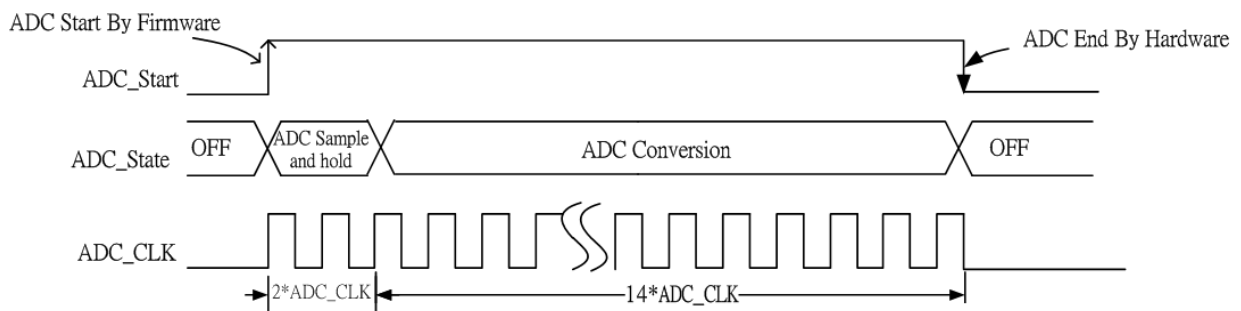 ADC Start By Firmware
ADC End By Hardware
ADC_Start
ADC_State
OFF
ADC Sample
and hold
ADC Conversion
OFF
ADC_CLK
2*ADC_CLK
14*ADC_CLK